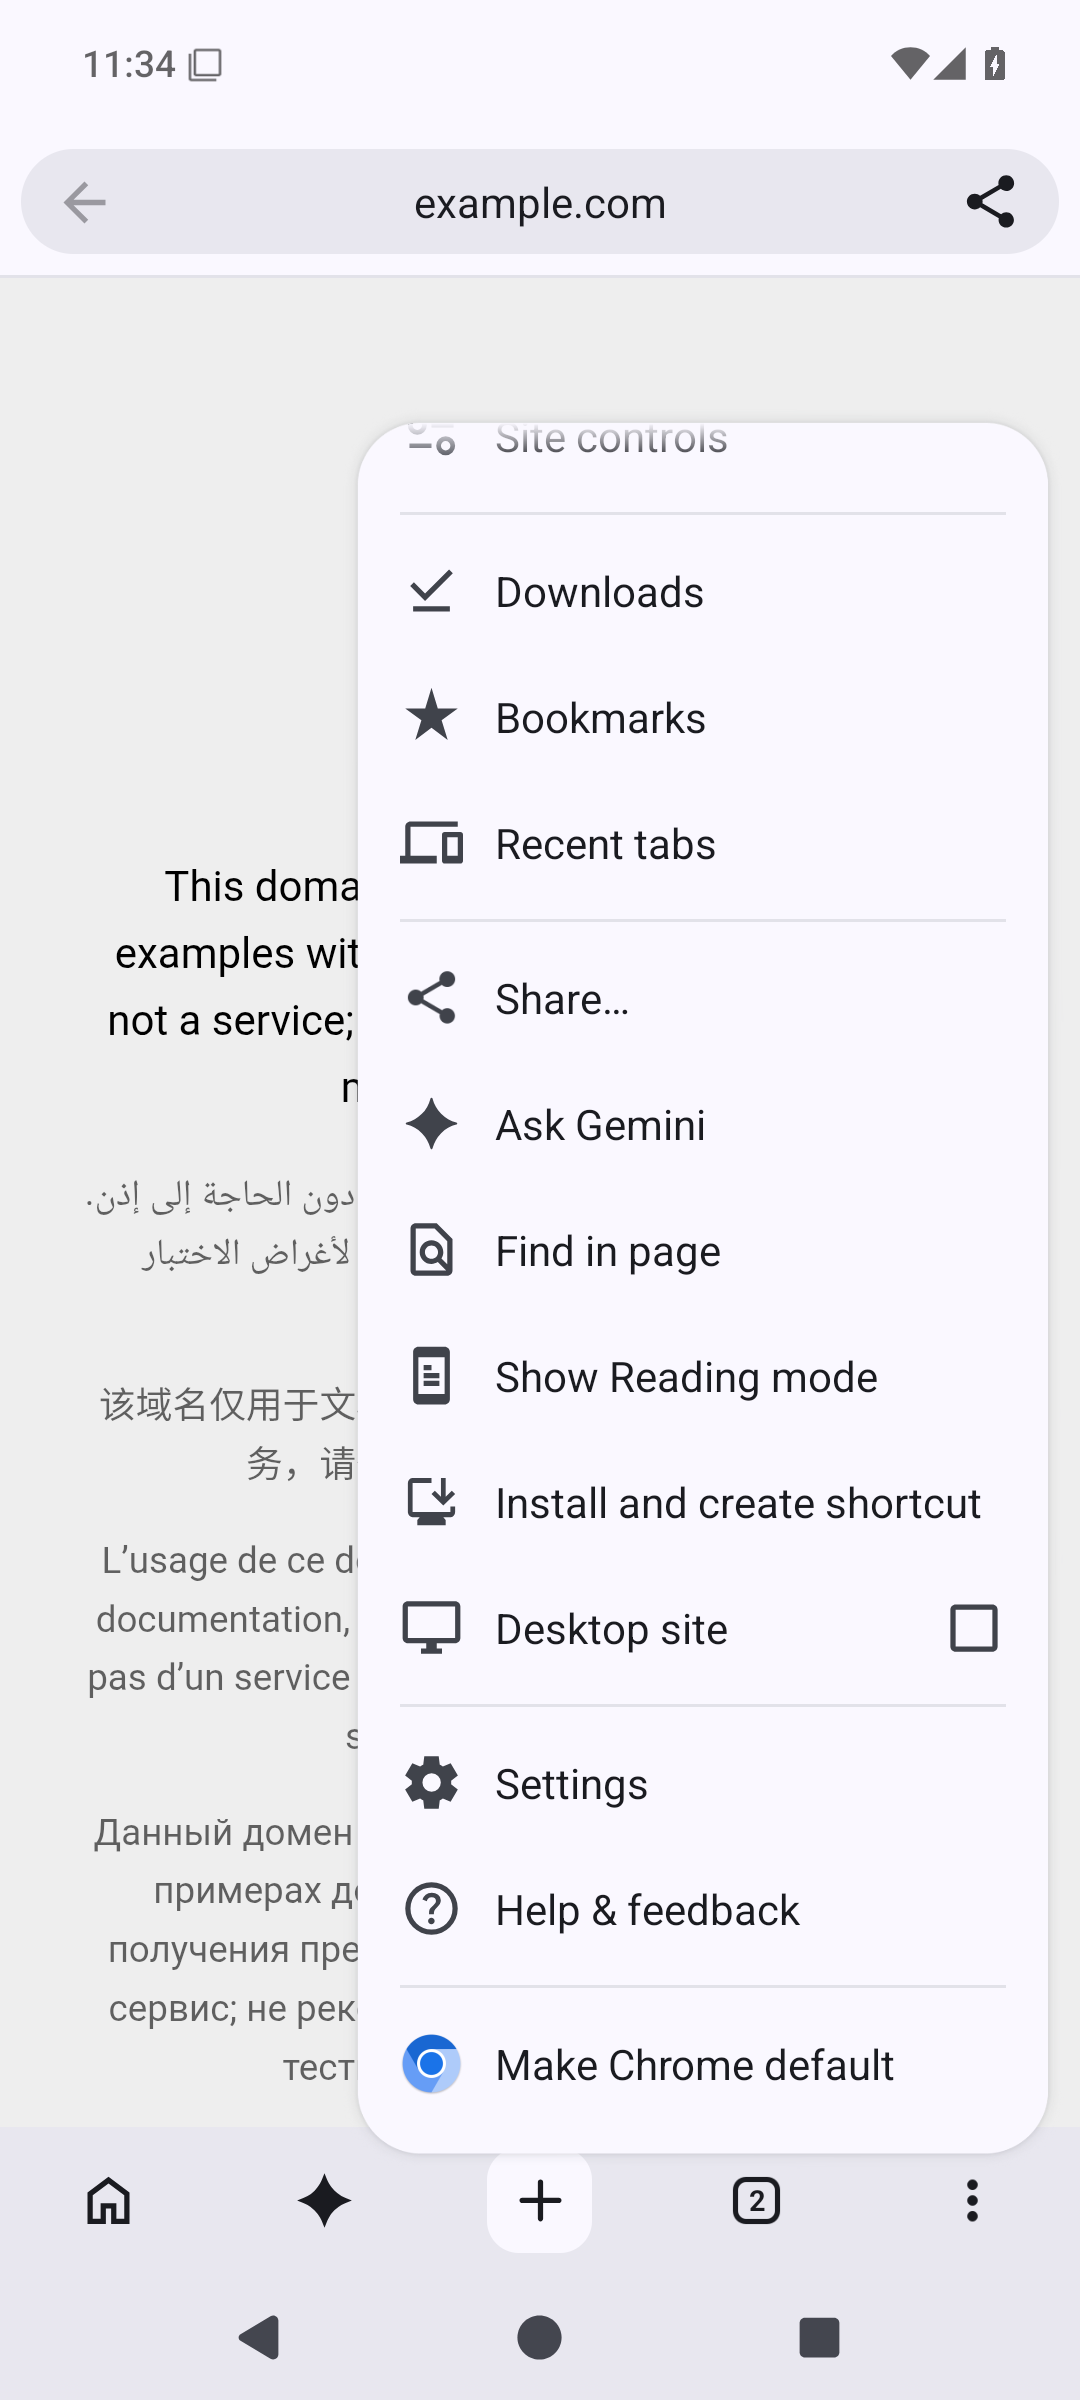 11:34
example.com
Site controls
Downloads
Bookmarks
Recent tabs
This doma
examples wit
not a service;
Share…
Ask Gemini
دون الحاجة إلى إذن.
لأغراض الاختبار
Find in page
Show Reading mode
该域名仅用于文
务，请
Install and create shortcut
L’usage de ce d
documentation,
pas d’un service
s
Desktop site
Settings
Данный домен
примерах д
получения пре
сервис; не рек
тест
Help & feedback
Make Chrome default
2